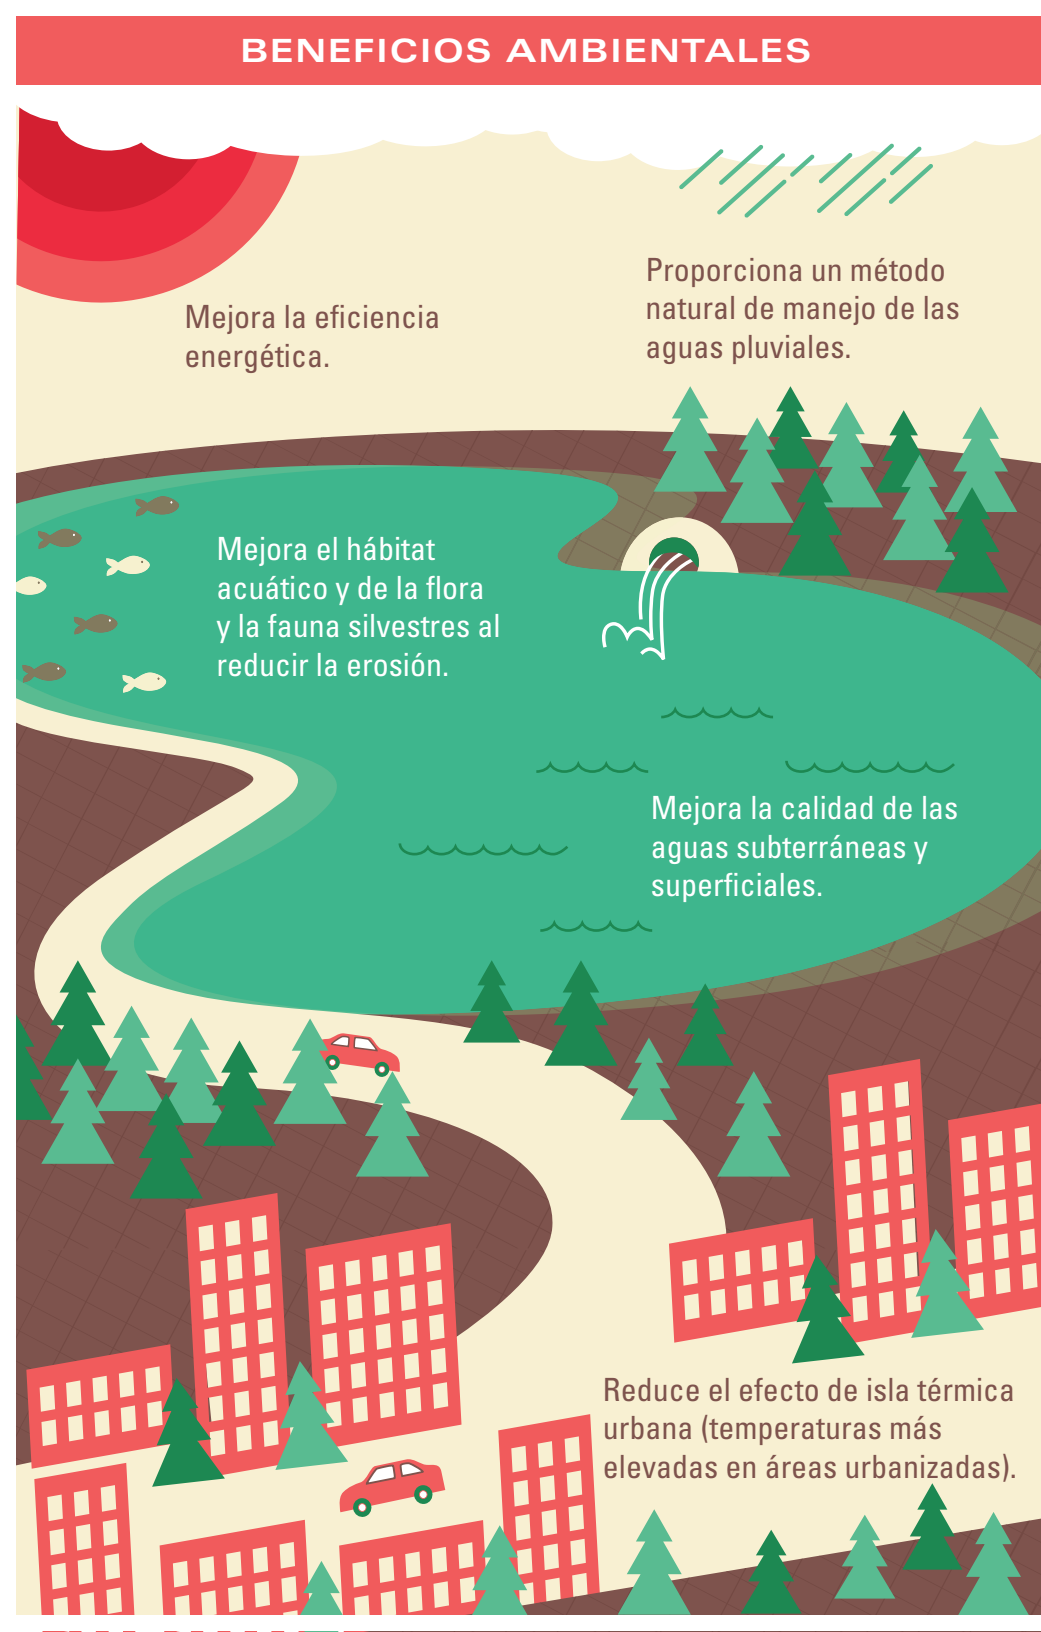 BENEFICIOS AMBIENTALES
Mejora la eficiencia
energética.
Proporciona un método
natural de manejo de las
aguas pluviales.
Mejora el hábitat
acuático y de la flora
y la fauna silvestres al
reducir la erosión.
Mejora la calidad de las
aguas subterráneas y
superficiales.
Reduce el efecto de isla térmica
urbana (temperaturas más
elevadas en áreas urbanizadas).